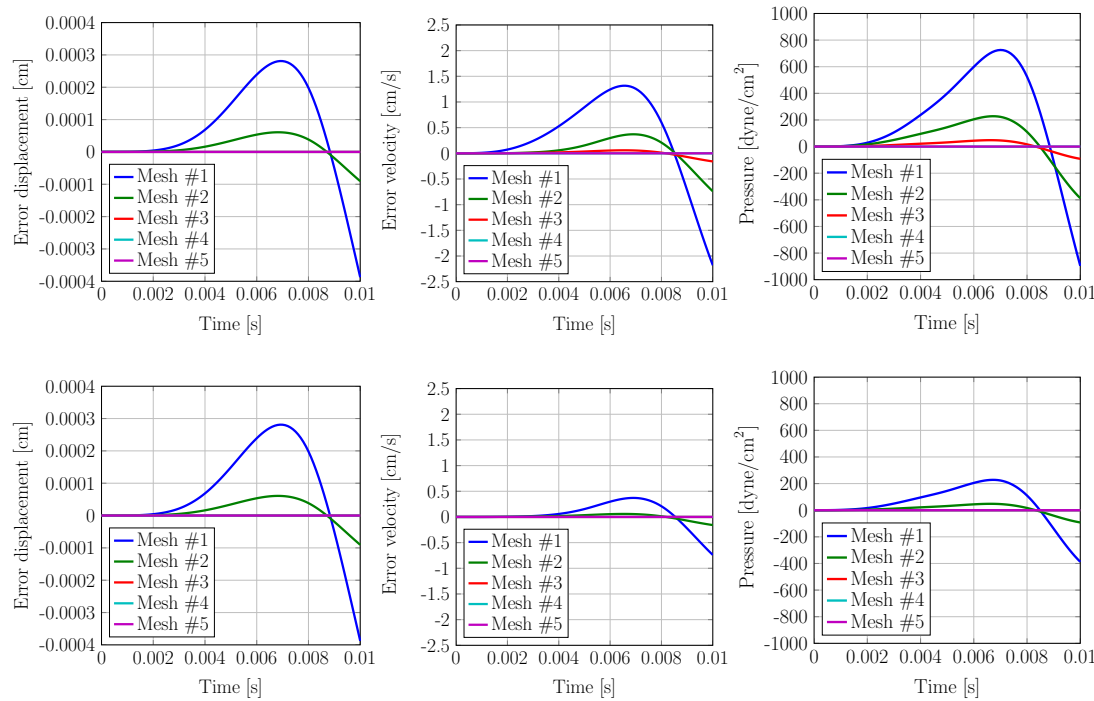 Error displacement [cm]
0.0004
0.0003
0.0002
0.0001
0
-0.0001
-0.0002
-0.0003
-0.0004
Mesh #1
Mesh #2
Mesh #3
Mesh #4
Mesh #5
0 0.002 0.004 0.006 0.008 0.01
Time [s]
Error velocity [cm/s]
2.5
2
1.5
1
0.5
0
-0.5
-1
-1.5
-2
-2.5
Mesh #1
Mesh #2
Mesh #3
Mesh #4
Mesh #5
0 0.002 0.004 0.006 0.008 0.01
Time [s]
Pressure [dyne/cm²]
1000
800
600
400
200
0
-200
-400
-600
-800
-1000
Mesh #1
Mesh #2
Mesh #3
Mesh #4
Mesh #5
0 0.002 0.004 0.006 0.008 0.01
Time [s]
Error displacement [cm]
0.0004
0.0003
0.0002
0.0001
0
-0.0001
-0.0002
-0.0003
-0.0004
Mesh #1
Mesh #2
Mesh #3
Mesh #4
Mesh #5
0 0.002 0.004 0.006 0.008 0.01
Time [s]
Error velocity [cm/s]
2.5
2
1.5
1
0.5
0
-0.5
-1
-1.5
-2
-2.5
Mesh #1
Mesh #2
Mesh #3
Mesh #4
Mesh #5
0 0.002 0.004 0.006 0.008 0.01
Time [s]
Pressure [dyne/cm²]
1000
800
600
400
200
0
-200
-400
-600
-800
-1000
Mesh #1
Mesh #2
Mesh #3
Mesh #4
Mesh #5
0 0.002 0.004 0.006 0.008 0.01
Time [s]